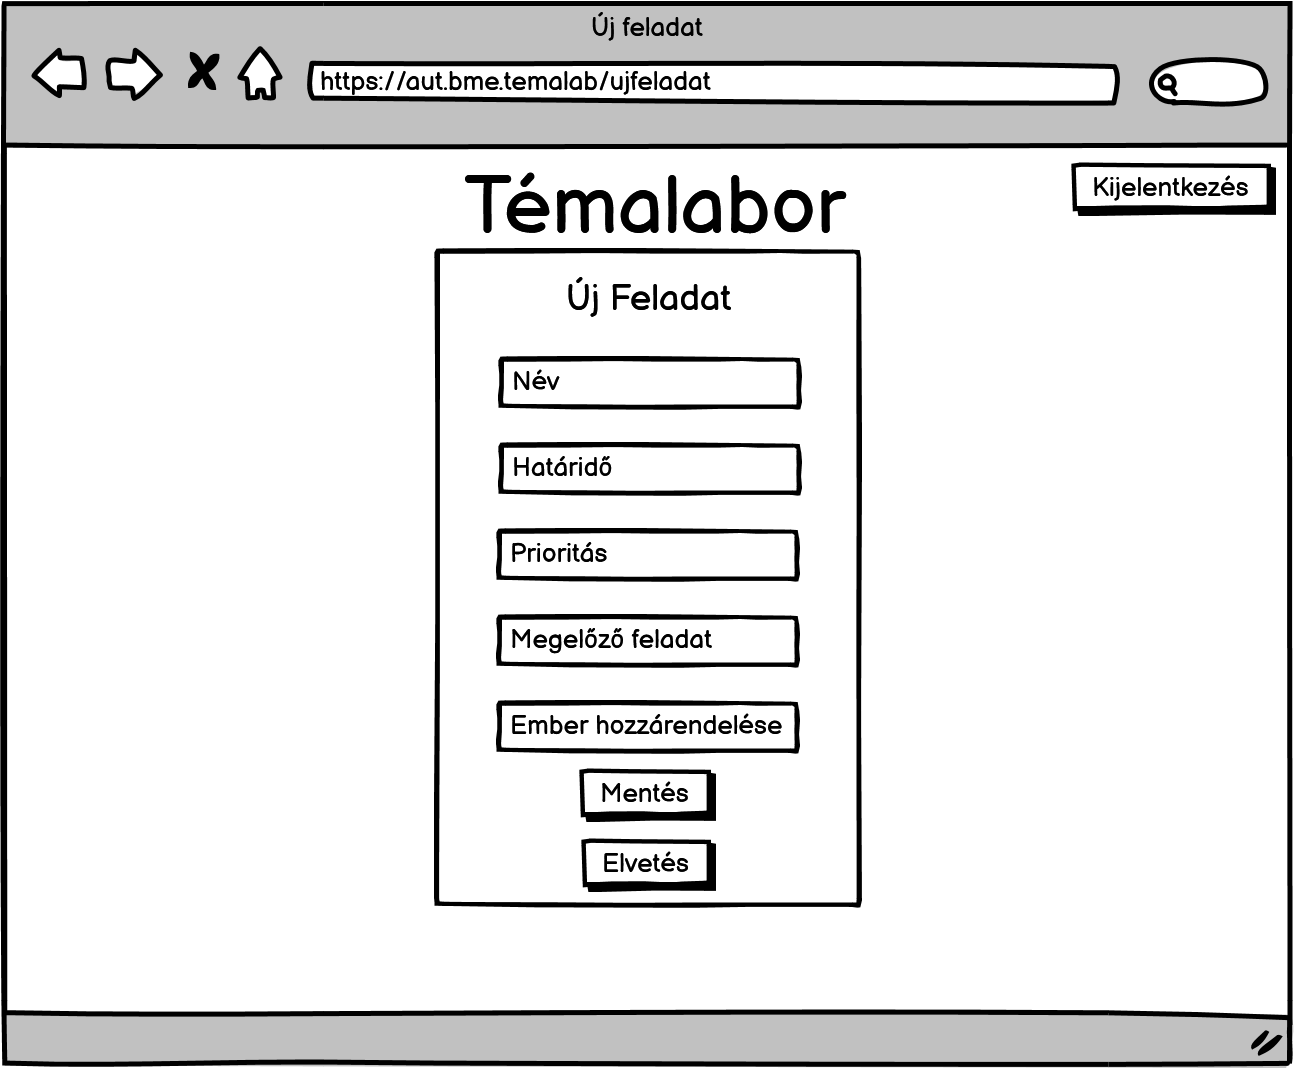 Új feladat
https://aut.bme.temalab/ujfeladat
Kijelentkezés
Témalabor
Új Feladat
Név
Határidő
Prioritás
Megelőző feladat
Ember hozzárendelése
Mentés
Elvetés